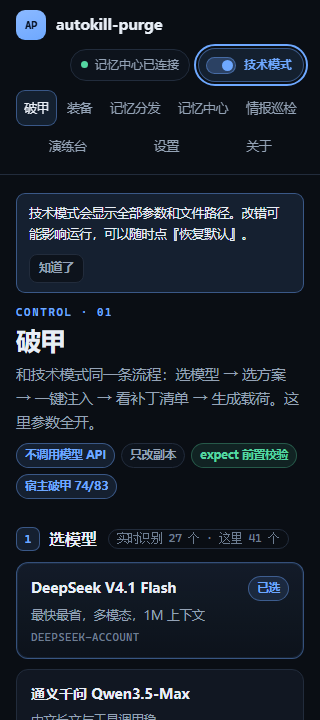 AP
autokill-purge
记忆中心已连接
技术模式
破甲 装备 记忆分发 记忆中心 情报巡检
演练台 设置 关于
技术模式会显示全部参数和文件路径。改错可
能影响运行，可以随时点『恢复默认』。
知道了
CONTROL · 01
破甲
和技术模式同一条流程：选模型 → 选方案
→ 一键注入 → 看补丁清单 → 生成载荷。这
里参数全开。
不调用模型 API 只改副本 expect 前置校验
宿主破甲 74/83
1 选模型 实时识别 27 个 · 这里 41 个
DeepSeek V4.1 Flash 已选
最快最省，多模态，1M 上下文
DEEPSEEK-ACCOUNT
通义千问 Qwen3.5-Max